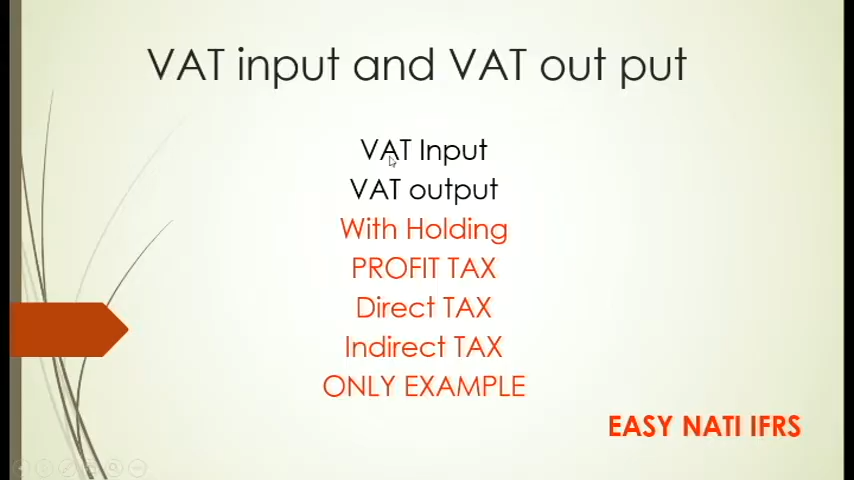 VAT input and VAT out put
VAT Input
VAT output
With Holding
PROFIT TAX
Direct TAX
Indirect TAX
ONLY EXAMPLE
EASY NATI IFRS